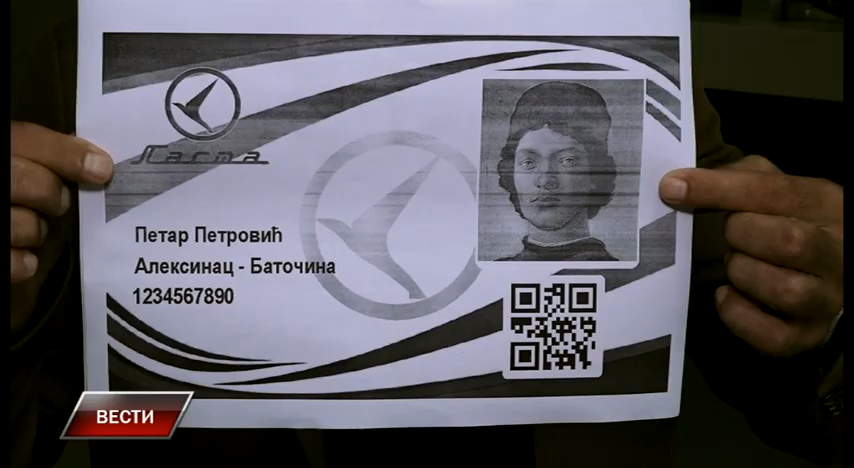 Ласта
Петар Петровић
Алексинац - Баточина
1234567890
ВЕСТИ